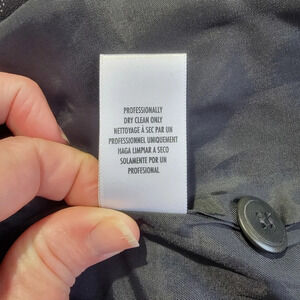 PROFESSIONALLY
DRY CLEAN ONLY
NETTOYAGE À SEC PAR UN
PROFESSIONNEL UNIQUEMENT
HAGA LIMPIAR A SECO
SOLAMENTE POR UN
PROFESIONAL